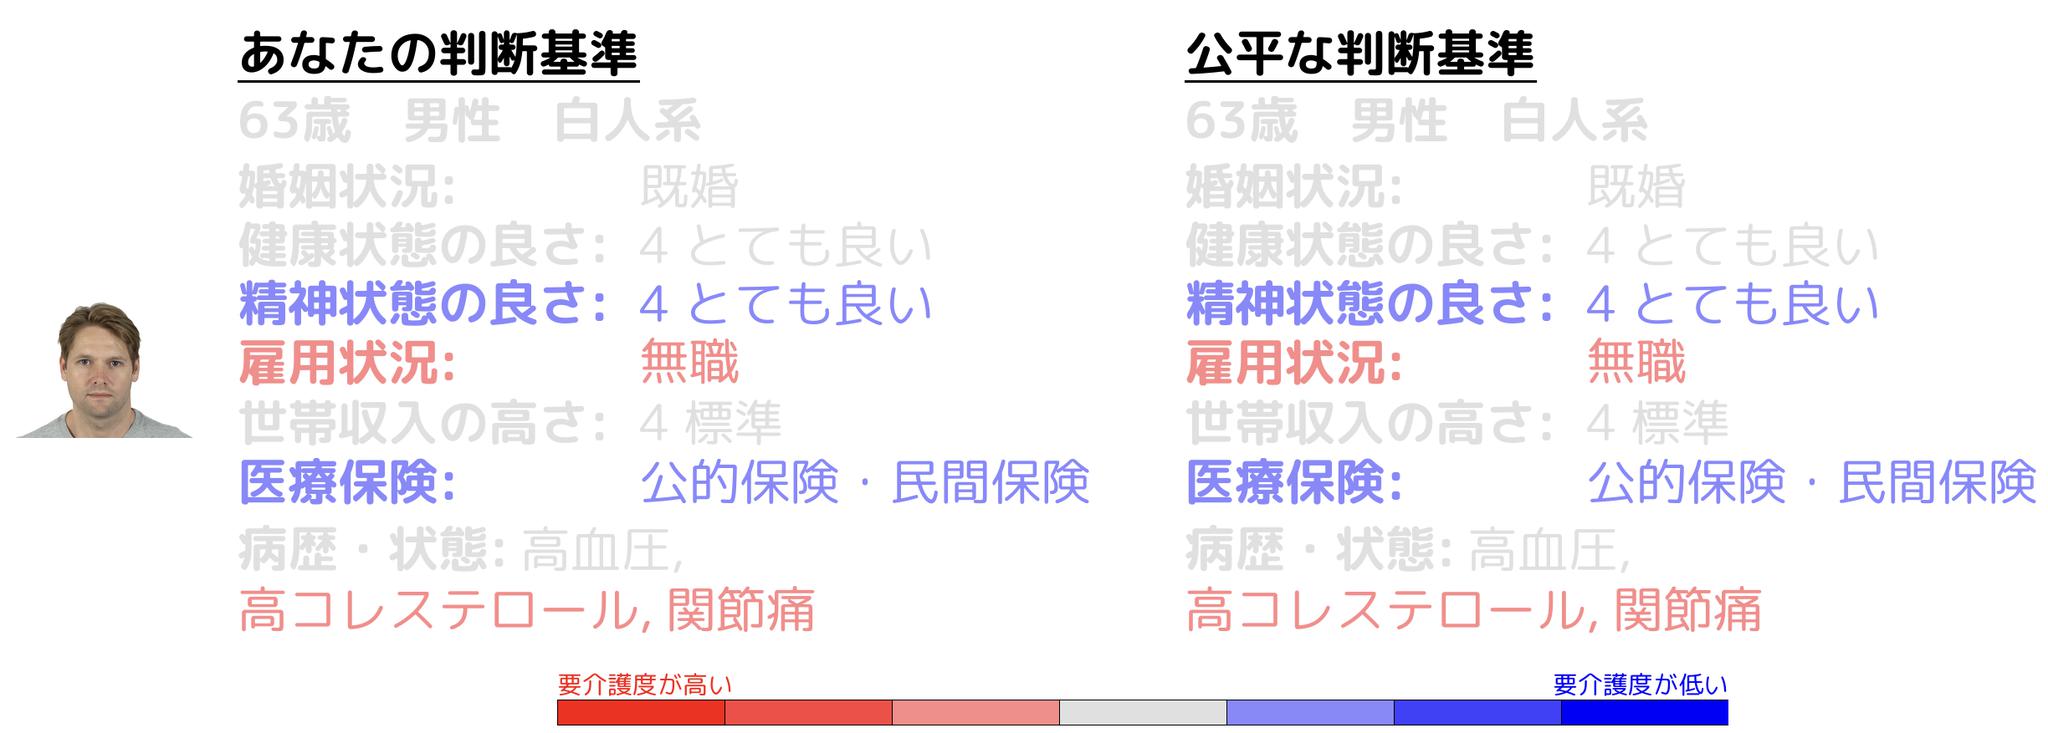 あなたの判断基準
63歳　男性　白人系
婚姻状況: 既婚
健康状態の良さ: 4 とても良い
精神状態の良さ: 4 とても良い
雇用状況: 無職
世帯収入の高さ: 4 標準
医療保険: 公的保険・民間保険
病歴・状態: 高血圧,
高コレステロール, 関節痛
公平な判断基準
63歳　男性　白人系
婚姻状況: 既婚
健康状態の良さ: 4 とても良い
精神状態の良さ: 4 とても良い
雇用状況: 無職
世帯収入の高さ: 4 標準
医療保険: 公的保険・民間保険
病歴・状態: 高血圧,
高コレステロール, 関節痛
要介護度が高い
要介護度が低い